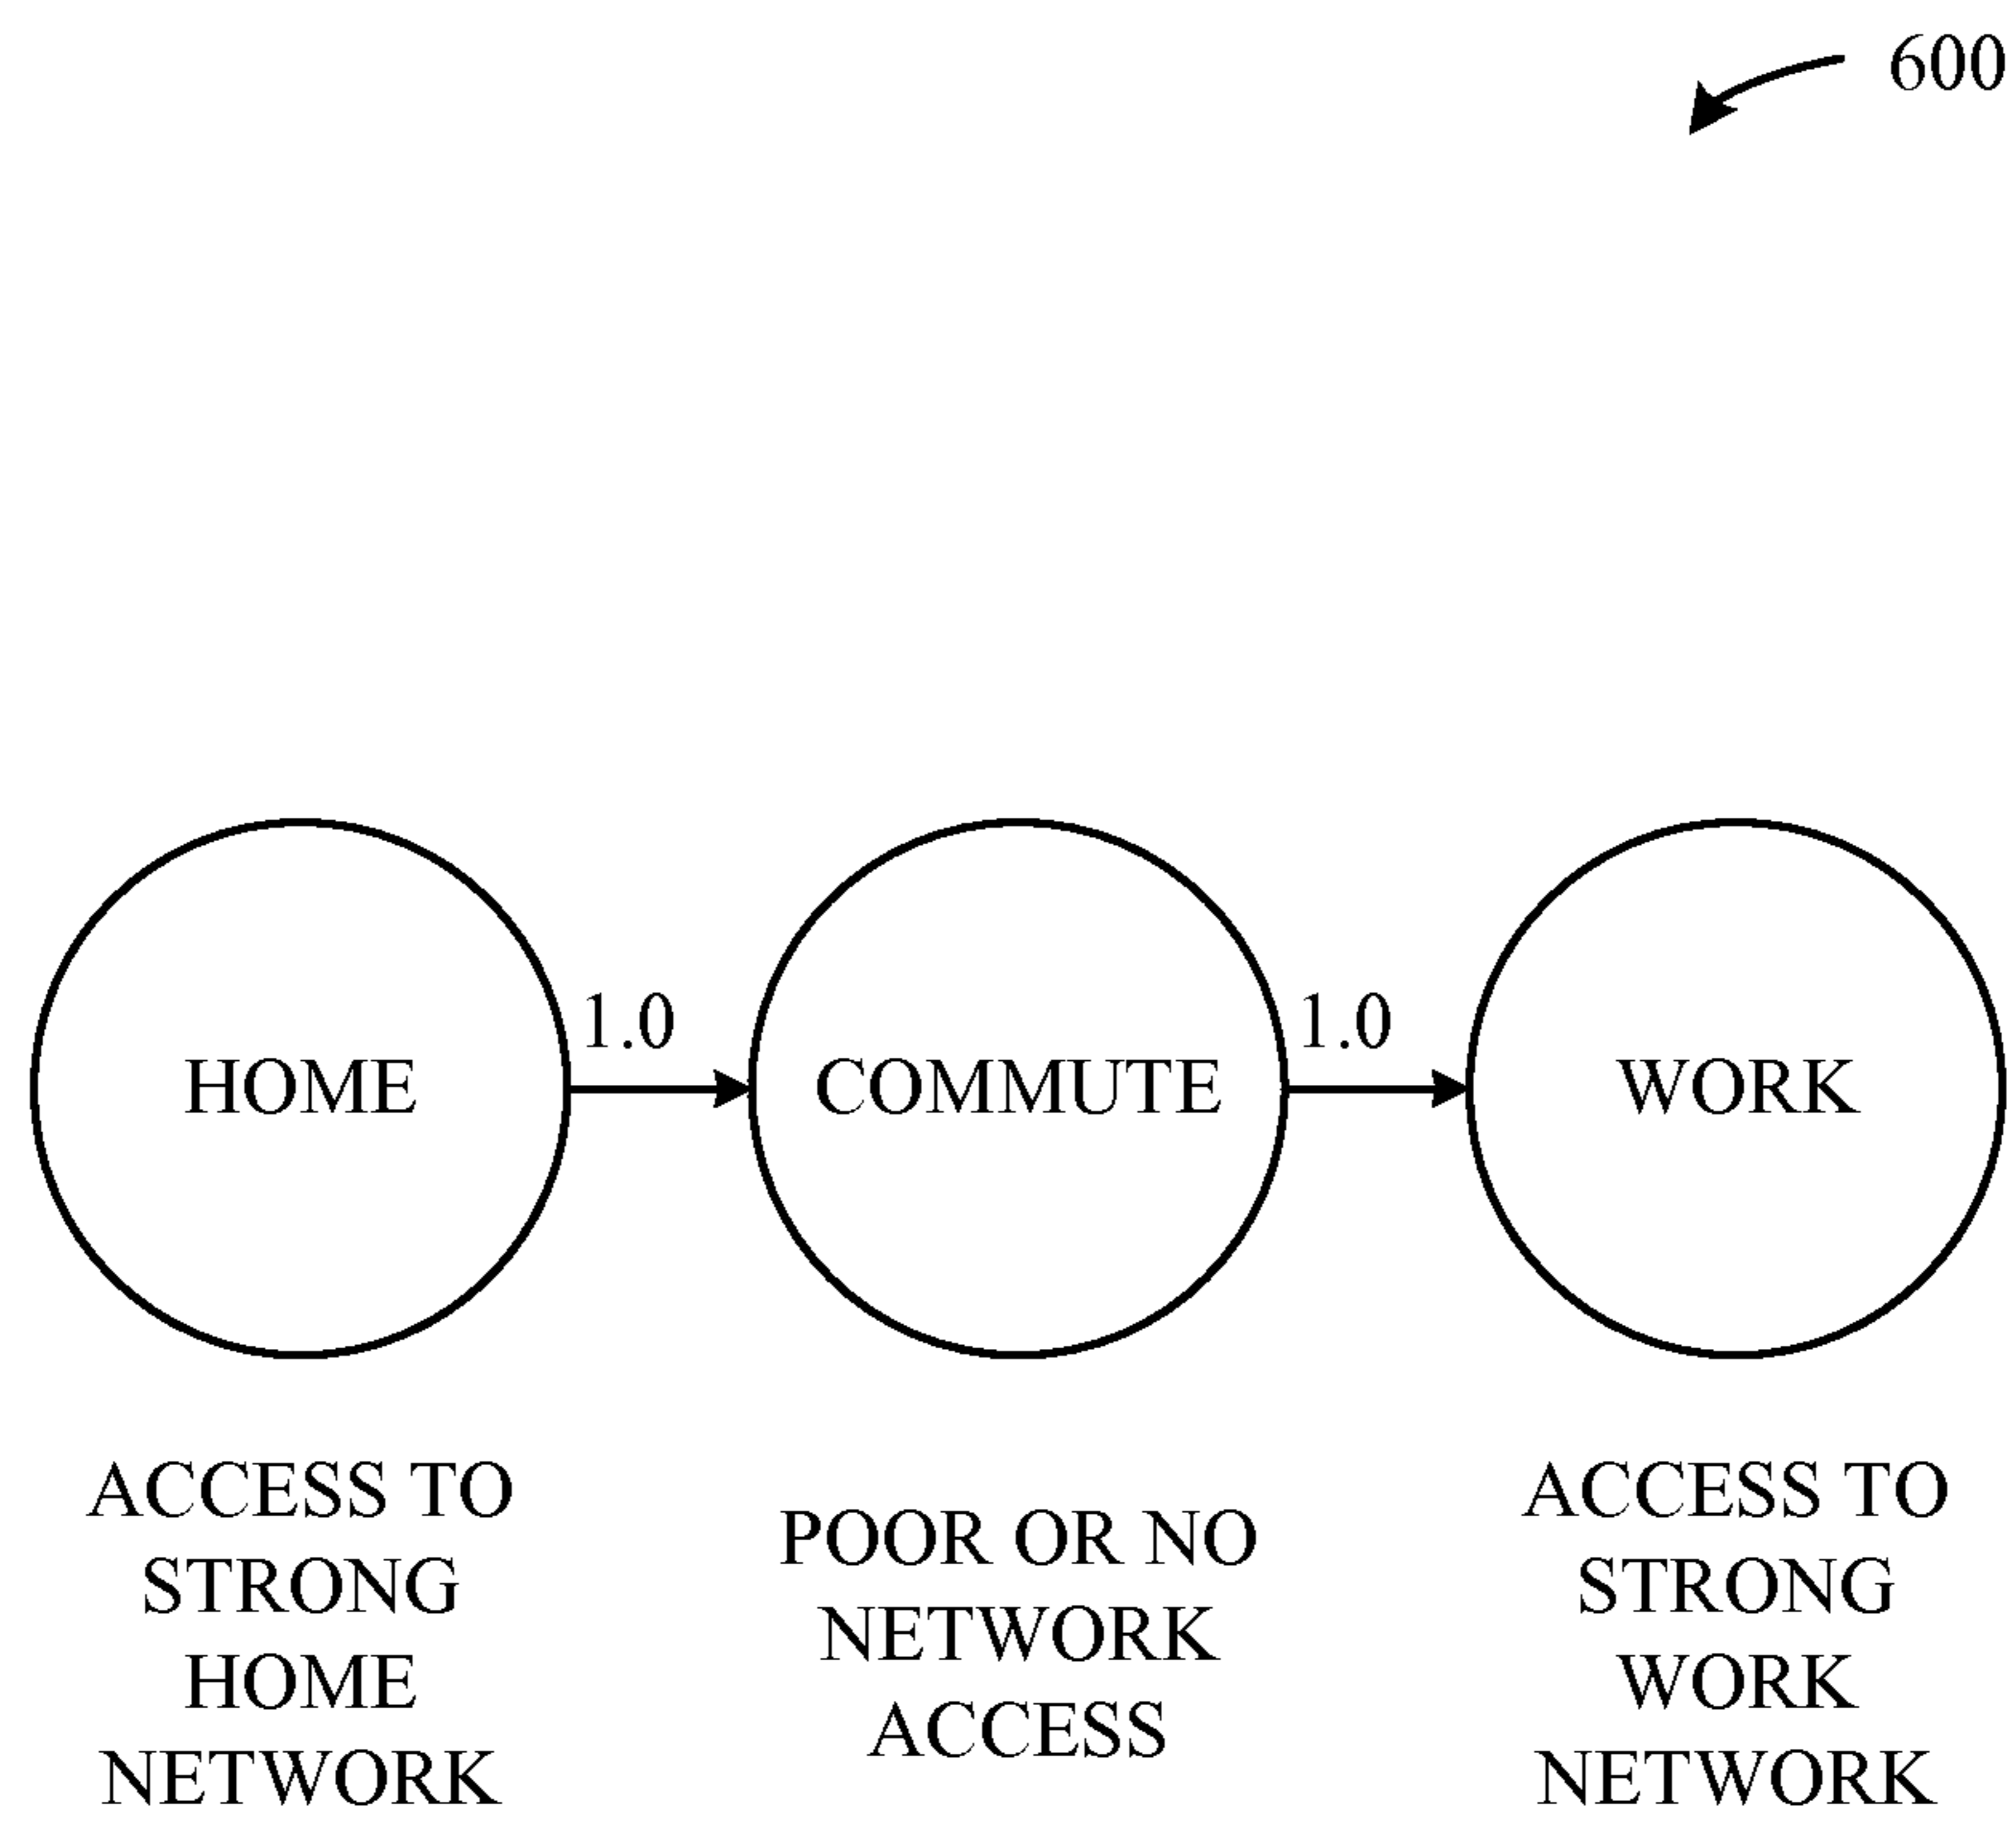 600
HOME
1.0
COMMUTE
1.0
WORK
ACCESS TO
STRONG
HOME
NETWORK
POOR OR NO
NETWORK
ACCESS
ACCESS TO
STRONG
WORK
NETWORK